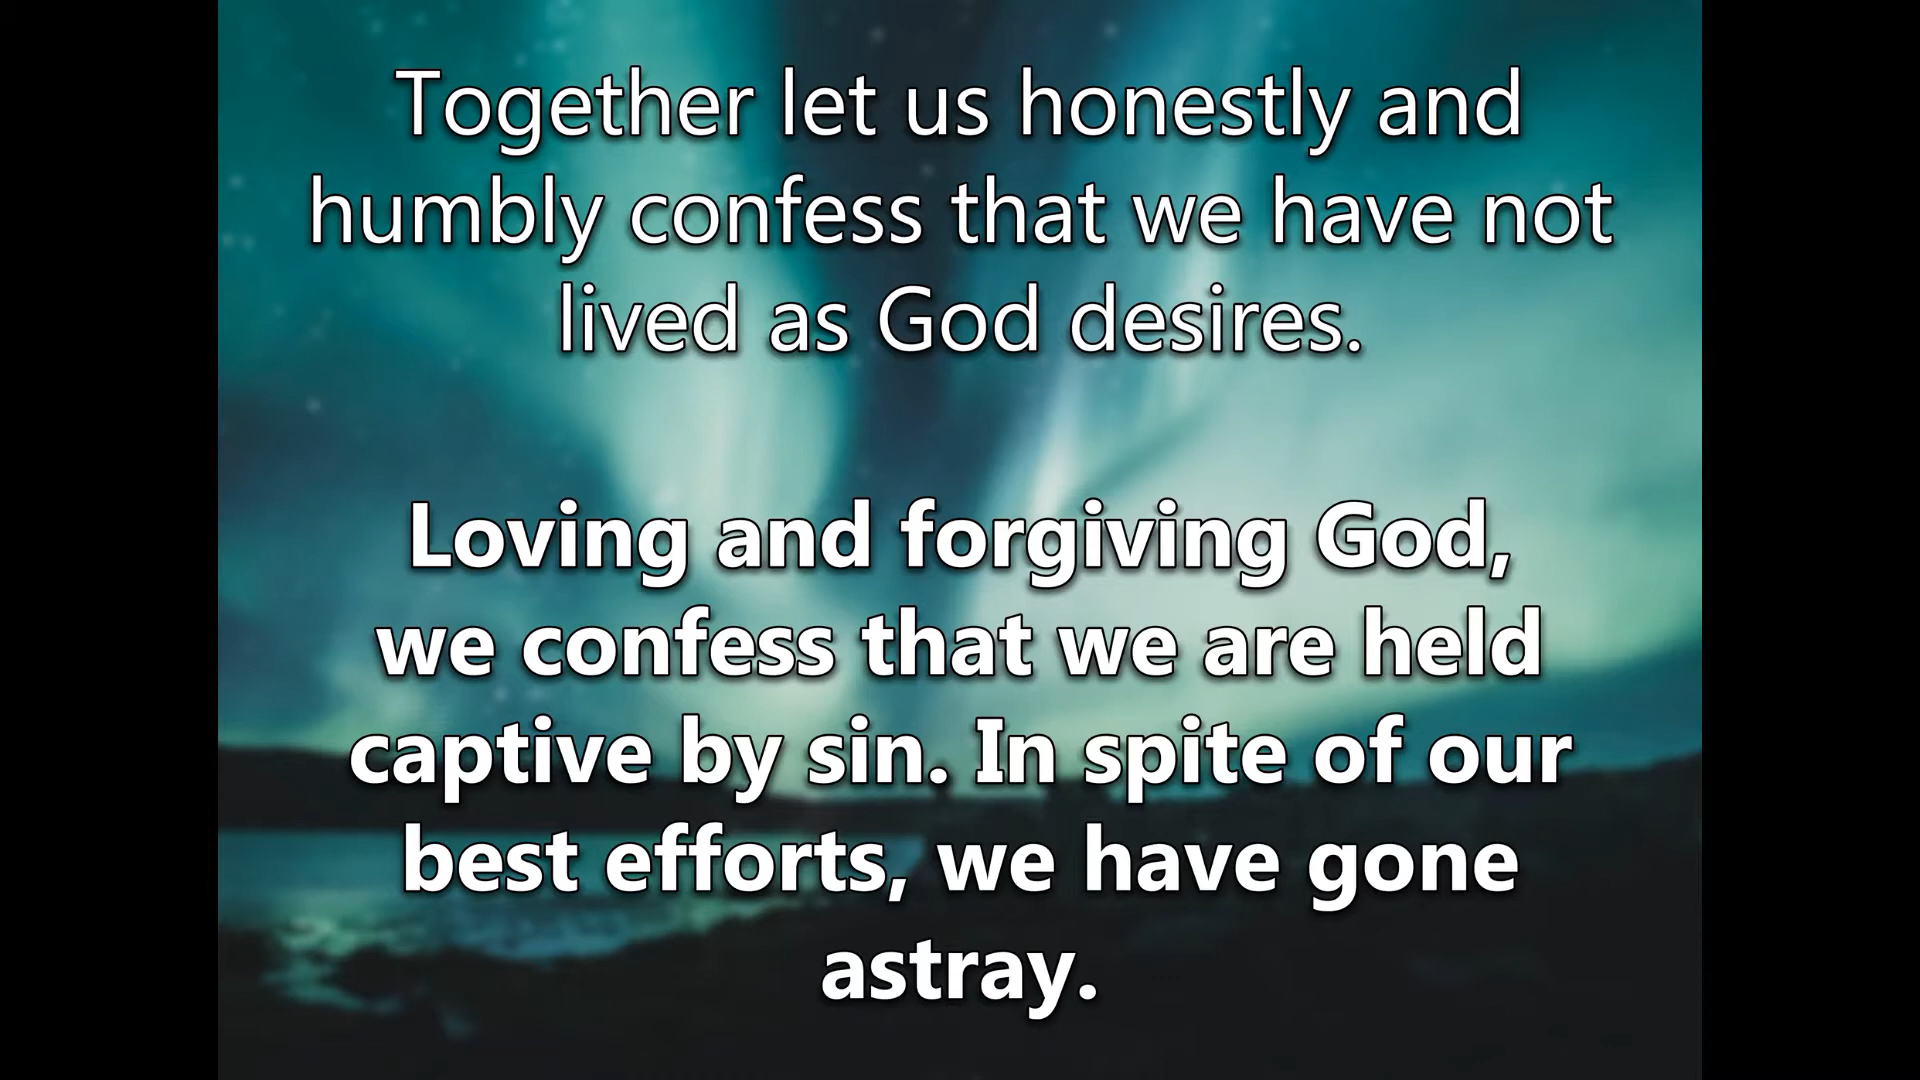 Together let us honestly and
humbly confess that we have not
lived as God desires.
Loving and forgiving God,
we confess that we are held
captive by sin. In spite of our
best efforts, we have gone
astray.